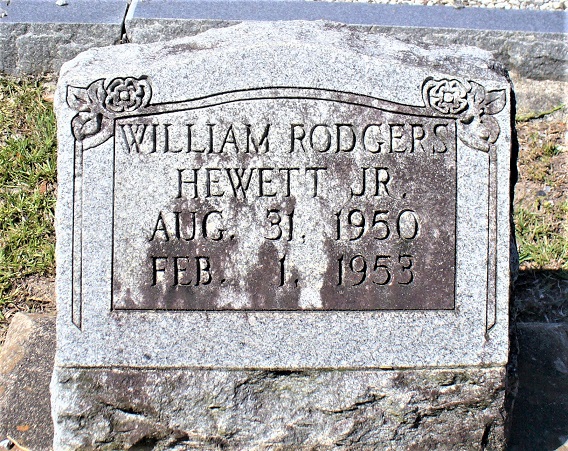 WILLIAM RODGERS
HEWETT JR.
AUG. 31, 1950
FEB. 1, 1953